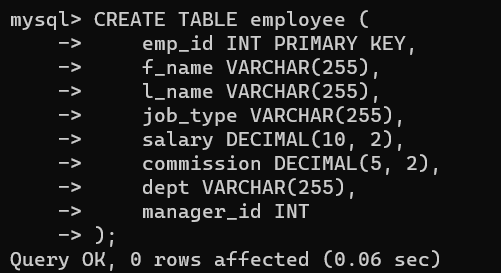 mysql> CREATE TABLE employee (
    ->     emp_id INT PRIMARY KEY,
    ->     f_name VARCHAR(255),
    ->     l_name VARCHAR(255),
    ->     job_type VARCHAR(255),
    ->     salary DECIMAL(10, 2),
    ->     commission DECIMAL(5, 2),
    ->     dept VARCHAR(255),
    ->     manager_id INT
    -> );
Query OK, 0 rows affected (0.06 sec)